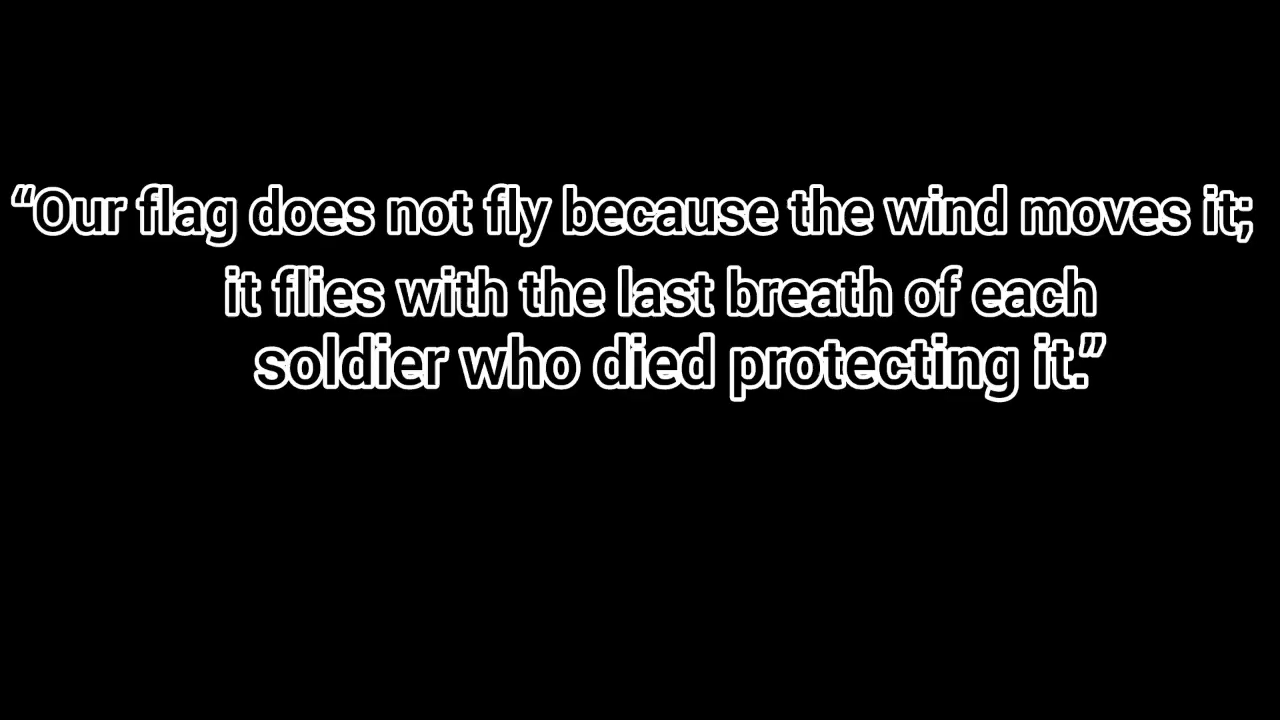 “Our flag does not fly because the wind moves it;
it flies with the last breath of each
soldier who died protecting it.”